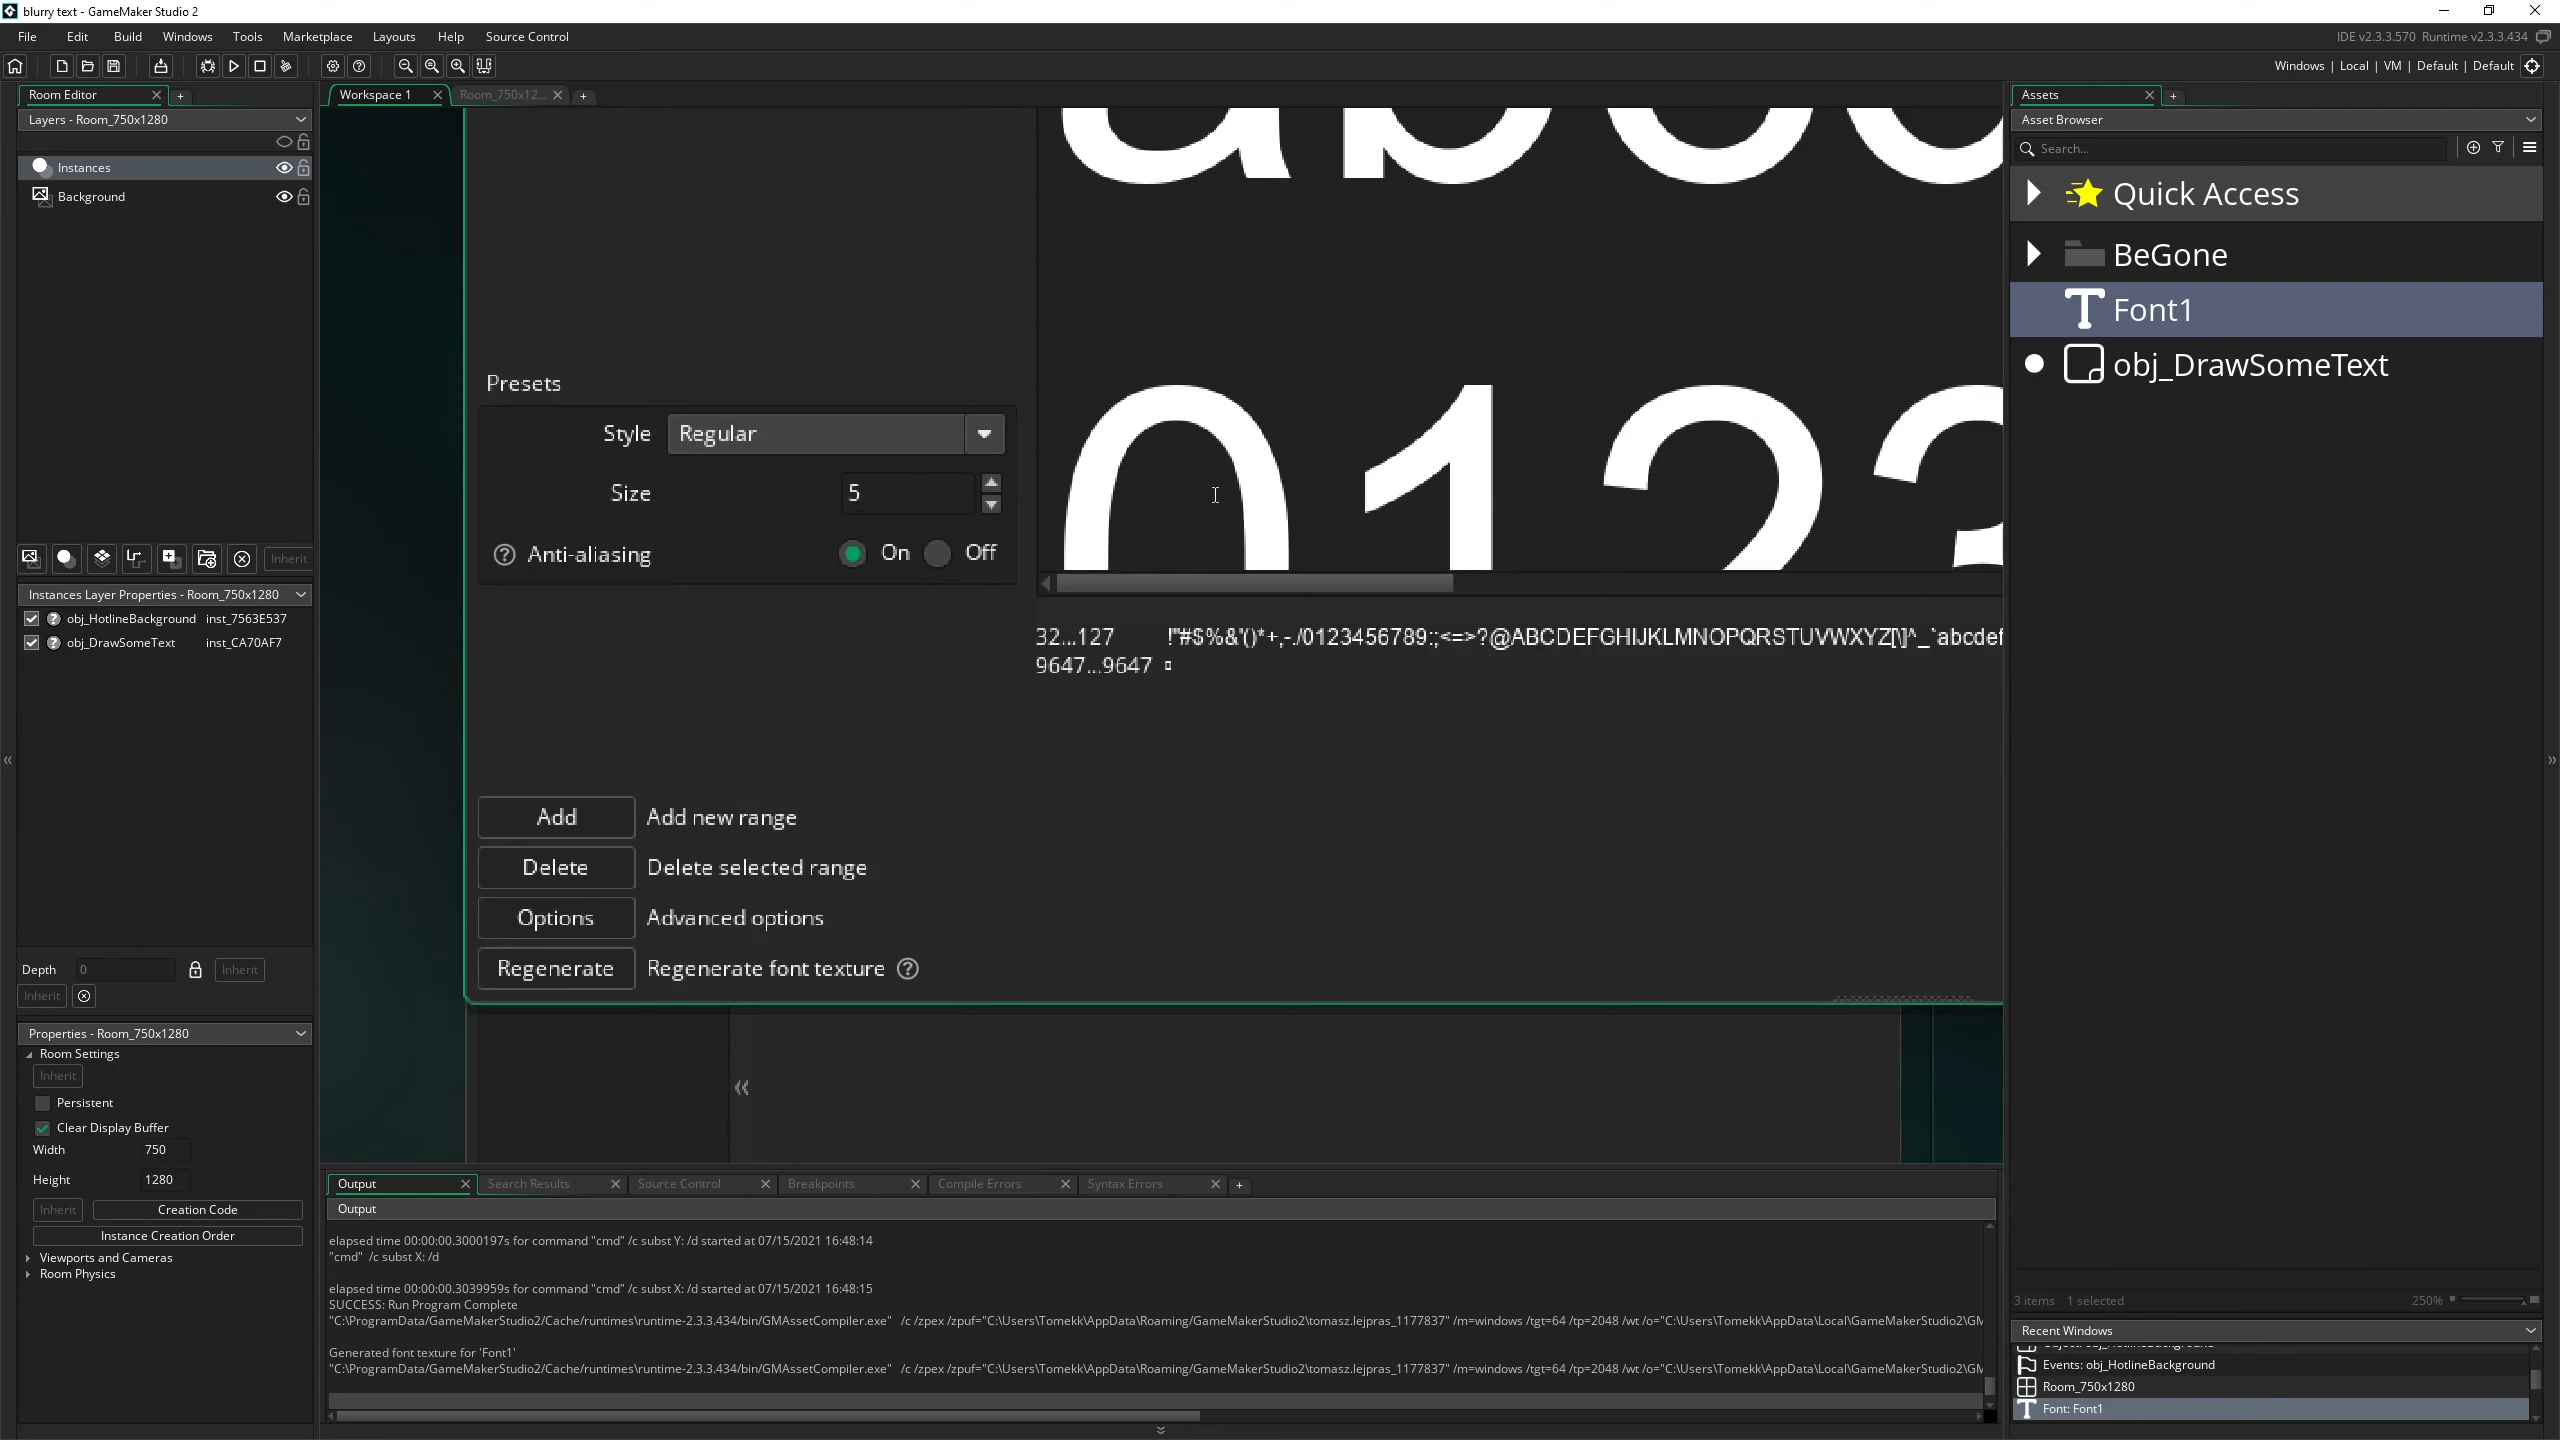 blurry text - GameMaker Studio 2
File Edit Build Windows Tools Marketplace Layouts Help Source Control
IDE v2.3.3.570 Runtime v2.3.3.434
Windows | Local | VM | Default | Default
Room Editor
Layers - Room_750x1280
Instances
Background
Inherit
Instances Layer Properties - Room_750x1280
obj_HotlineBackground inst_7563E537
obj_DrawSomeText inst_CA70AF7
Depth 0 Inherit
Inherit
Properties - Room_750x1280
Room Settings
Inherit
Persistent
Clear Display Buffer
Width 750
Height 1280
Inherit Creation Code
Instance Creation Order
Viewports and Cameras
Room Physics
Workspace 1 Room_750x12...
Presets
Style Regular
Size 5
Anti-aliasing On Off
0123
32...127 !"#$%&'()*+,-./0123456789:;<=>?@ABCDEFGHIJKLMNOPQRSTUVWXYZ[\]^_`abcdef
9647...9647 ▯
Add Add new range
Delete Delete selected range
Options Advanced options
Regenerate Regenerate font texture
Output Search Results Source Control Breakpoints Compile Errors Syntax Errors
Output
elapsed time 00:00:00.3000197s for command "cmd" /c subst Y: /d started at 07/15/2021 16:48:14
"cmd" /c subst X: /d
elapsed time 00:00:00.3039959s for command "cmd" /c subst X: /d started at 07/15/2021 16:48:15
SUCCESS: Run Program Complete
"C:\ProgramData/GameMakerStudio2/Cache/runtimes\runtime-2.3.3.434/bin/GMAssetCompiler.exe" /c /zpex /zpuf="C:\Users\Tomekk\AppData\Roaming/GameMakerStudio2\tomasz.lejpras_1177837" /m=windows /tgt=64 /tp=2048 /wt /o="C:\Users\Tomekk\AppData\Local\GameMakerStudio2\GM
Generated font texture for 'Font1'
"C:\ProgramData/GameMakerStudio2/Cache/runtimes\runtime-2.3.3.434/bin/GMAssetCompiler.exe" /c /zpex /zpuf="C:\Users\Tomekk\AppData\Roaming/GameMakerStudio2\tomasz.lejpras_1177837" /m=windows /tgt=64 /tp=2048 /wt /o="C:\Users\Tomekk\AppData\Local\GameMakerStudio2\GM
Assets
Asset Browser
Search...
Quick Access
BeGone
Font1
obj_DrawSomeText
3 items 1 selected 250%
Recent Windows
Events: obj_HotlineBackground
Room_750x1280
Font: Font1